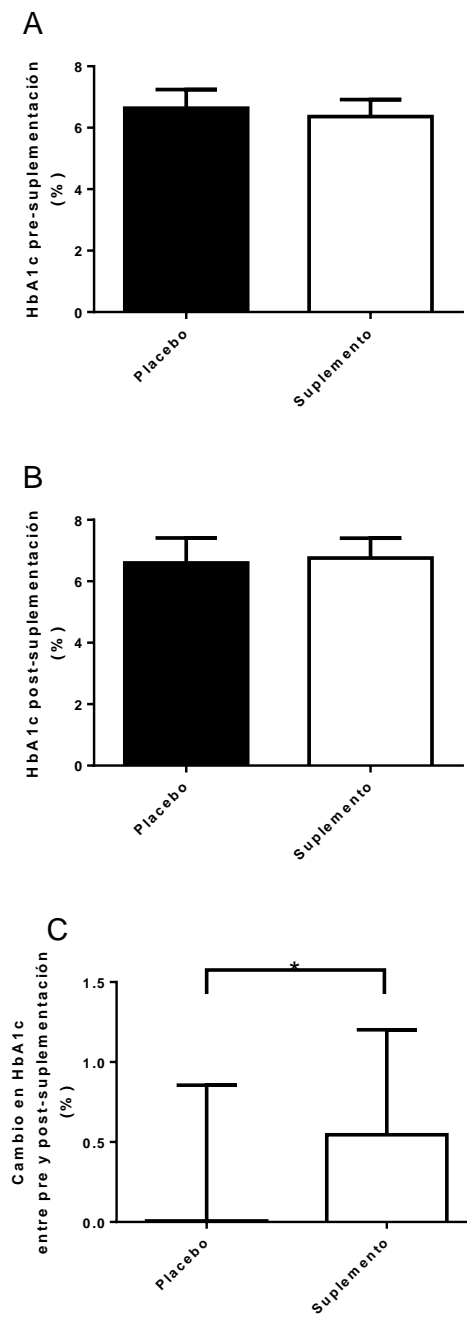 A
HbA1c pre-suplementación
(%)
8
6
4
2
0
Placebo
Suplemento
B
HbA1c post-suplementación
(%)
8
6
4
2
0
Placebo
Suplemento
C
Cambio en HbA1c
entre pre y post-suplementación
(%)
1.5
1.0
0.5
0.0
*
Placebo
Suplemento